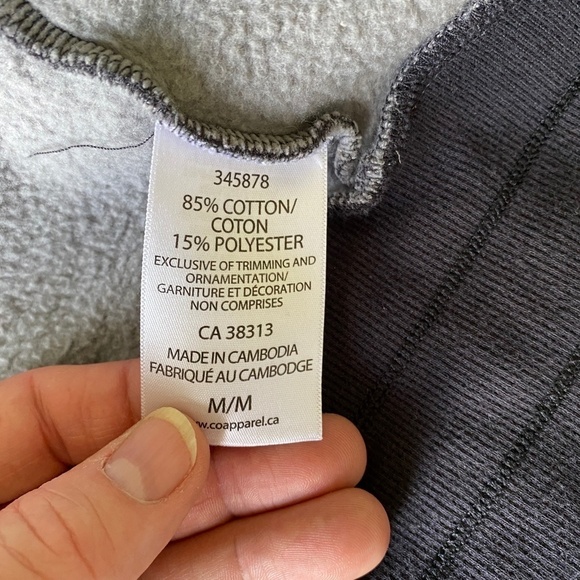 345878
85% COTTON/
COTON
15% POLYESTER
EXCLUSIVE OF TRIMMING AND
ORNAMENTATION/
GARNITURE ET DÉCORATION
NON COMPRISES
CA 38313
MADE IN CAMBODIA
FABRIQUÉ AU CAMBODGE
M/M
.coapparel.ca